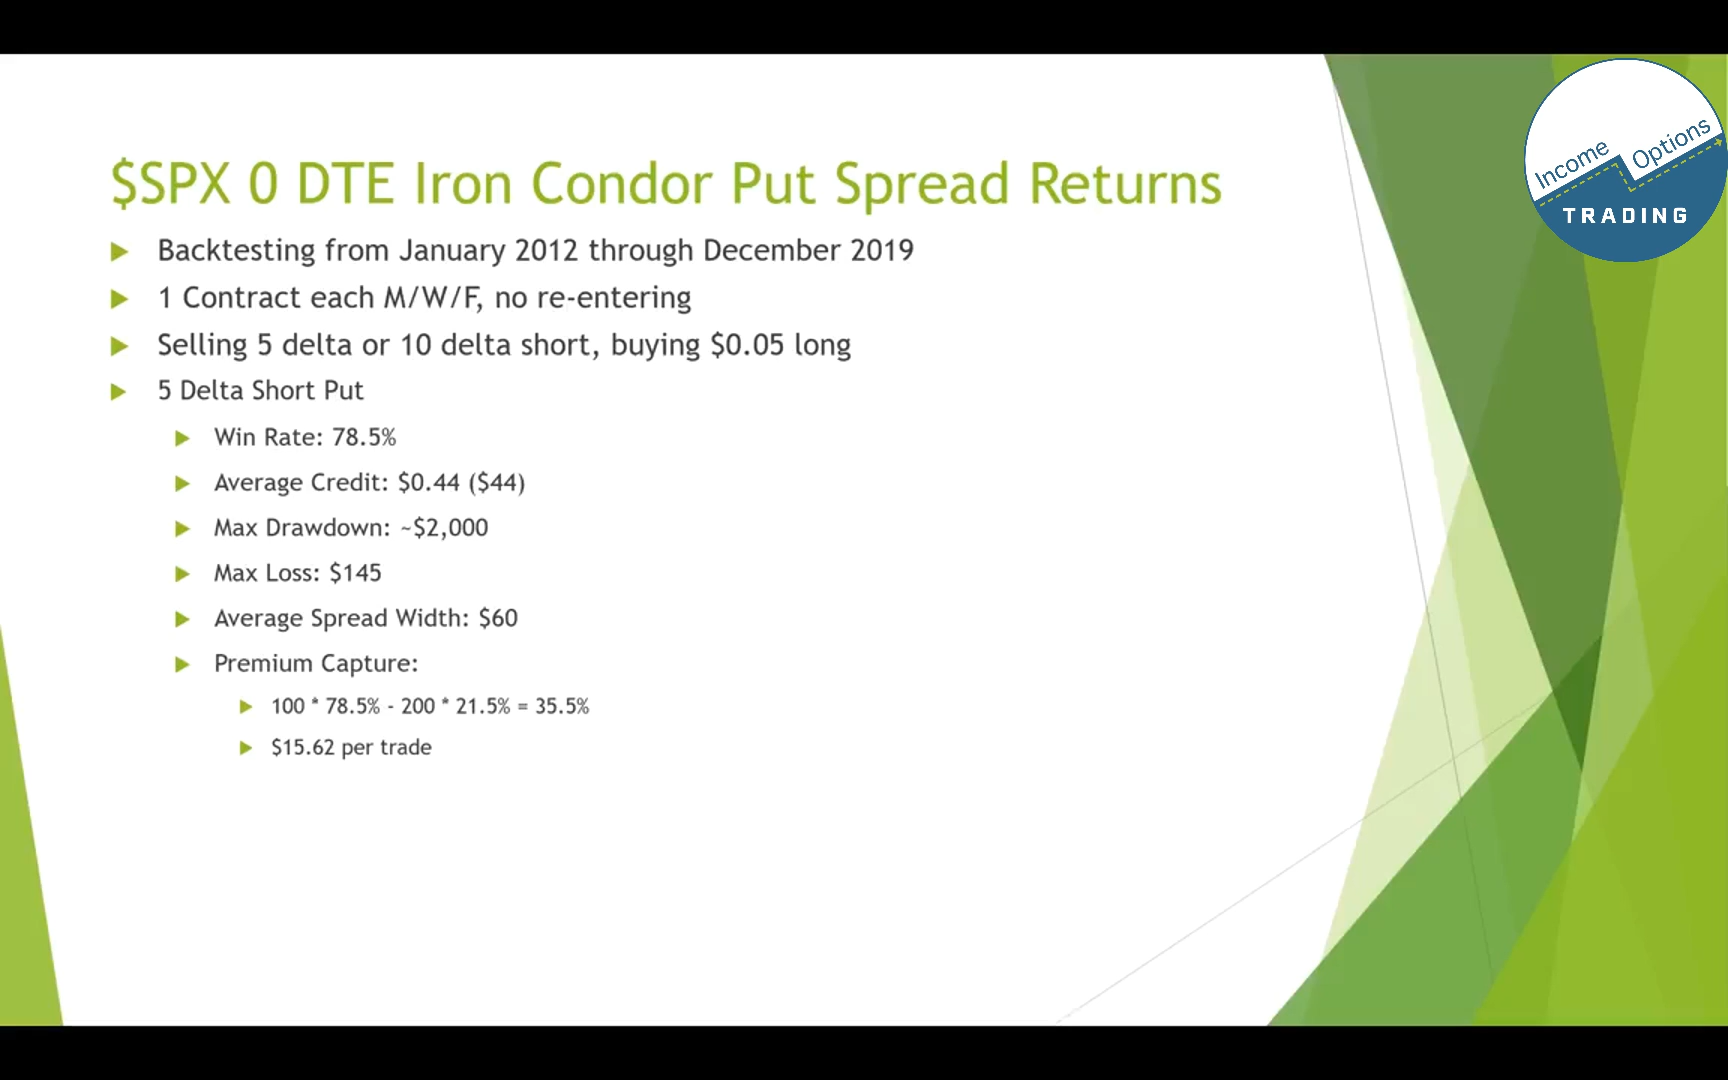 Income Options
TRADING
$SPX 0 DTE Iron Condor Put Spread Returns
Backtesting from January 2012 through December 2019
1 Contract each M/W/F, no re-entering
Selling 5 delta or 10 delta short, buying $0.05 long
5 Delta Short Put
Win Rate: 78.5%
Average Credit: $0.44 ($44)
Max Drawdown: ~$2,000
Max Loss: $145
Average Spread Width: $60
Premium Capture:
100 * 78.5% - 200 * 21.5% = 35.5%
$15.62 per trade